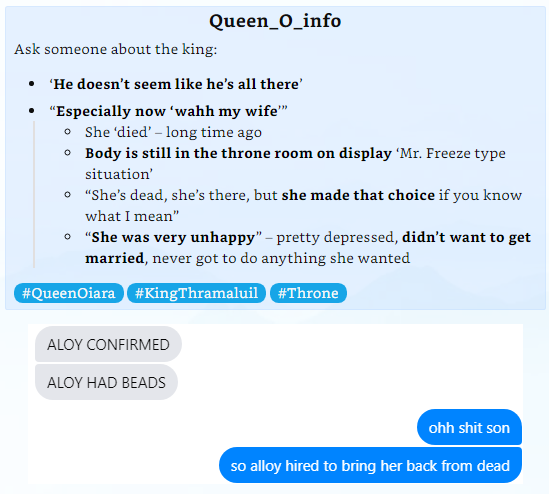 Queen_O_info
Ask someone about the king:
• ‘He doesn’t seem like he’s all there’
• “Especially now ‘wahh my wife’”
○ She ‘died’ – long time ago
○ Body is still in the throne room on display ‘Mr. Freeze type
situation’
○ “She’s dead, she’s there, but she made that choice if you know
what I mean”
○ “She was very unhappy” – pretty depressed, didn’t want to get
married, never got to do anything she wanted
#QueenOiara #KingThramaluil #Throne
ALOY CONFIRMED
ALOY HAD BEADS
ohh shit son
so alloy hired to bring her back from dead